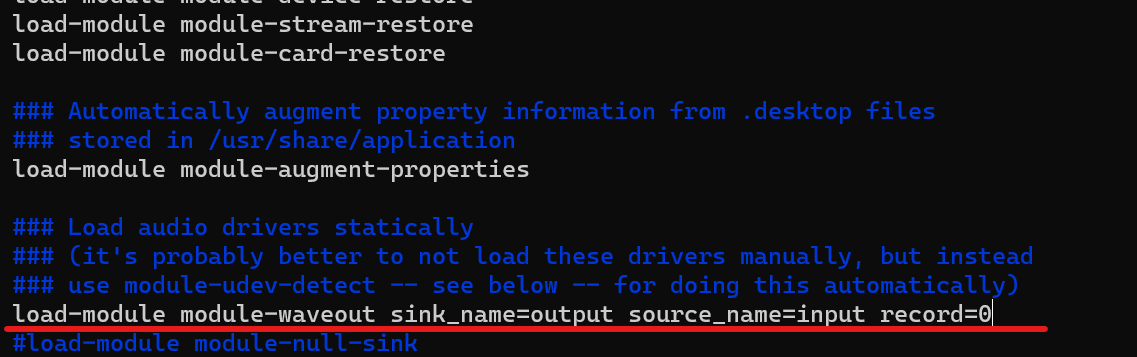 load-module module-device-restore
load-module module-stream-restore
load-module module-card-restore
### Automatically augment property information from .desktop files
### stored in /usr/share/application
load-module module-augment-properties
### Load audio drivers statically
### (it's probably better to not load these drivers manually, but instead
### use module-udev-detect -- see below -- for doing this automatically)
load-module module-waveout sink_name=output source_name=input record=0
#load-module module-null-sink